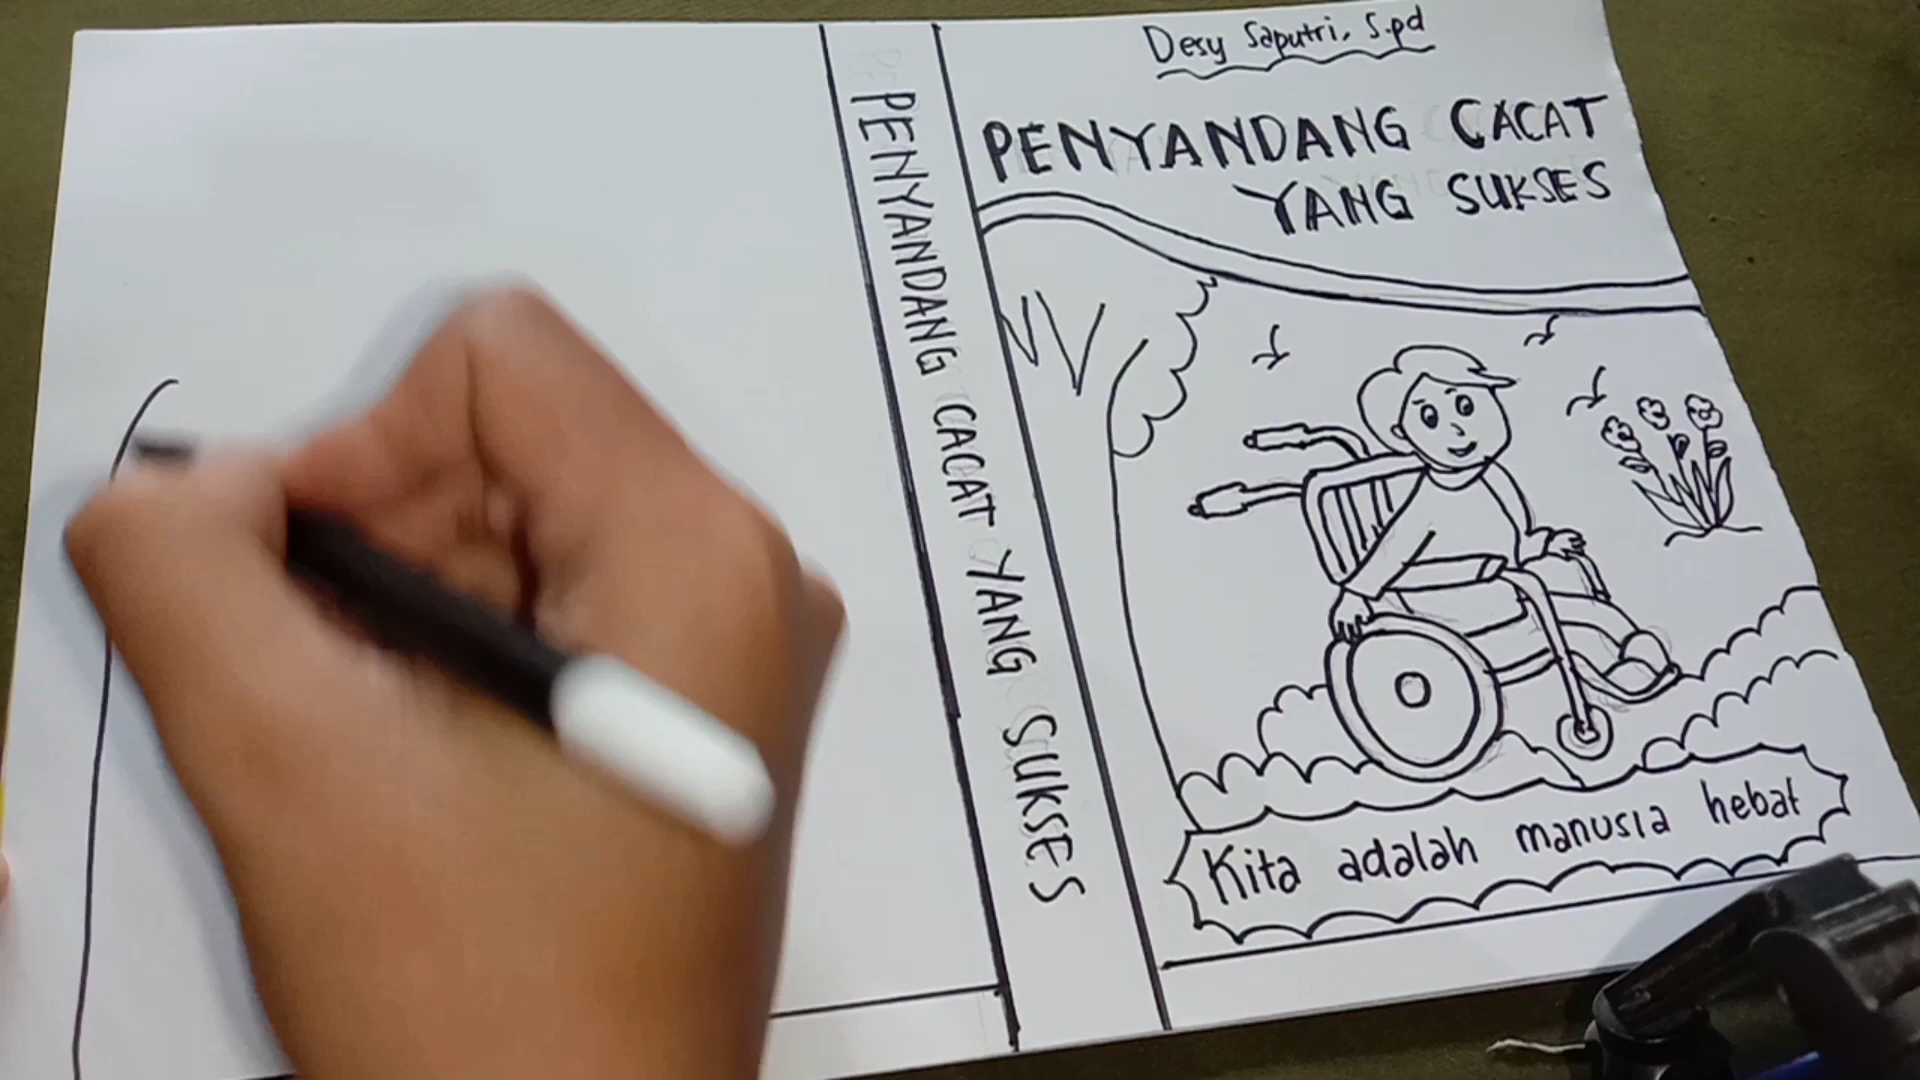 PENYANDANG CACAT YANG SUKSES
Desy Saputri, S.pd
PENYANDANG CACAT
YANG SUKSES
Kita adalah manusia hebat